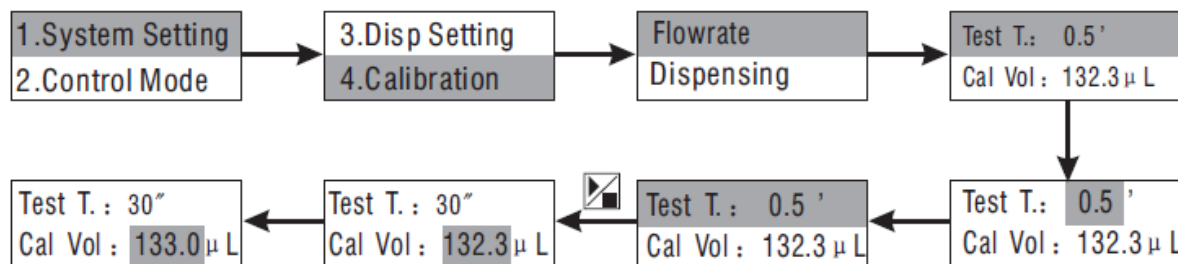 1.System Setting
2.Control Mode
3.Disp Setting
4.Calibration
Flowrate
Dispensing
Test T.: 0.5'
Cal Vol: 132.3μL
Test T.: 0.5'
Cal Vol: 132.3μL
Test T.: 0.5'
Cal Vol: 132.3μL
Test T.: 30″
Cal Vol: 132.3μL
Test T.: 30″
Cal Vol: 133.0μL